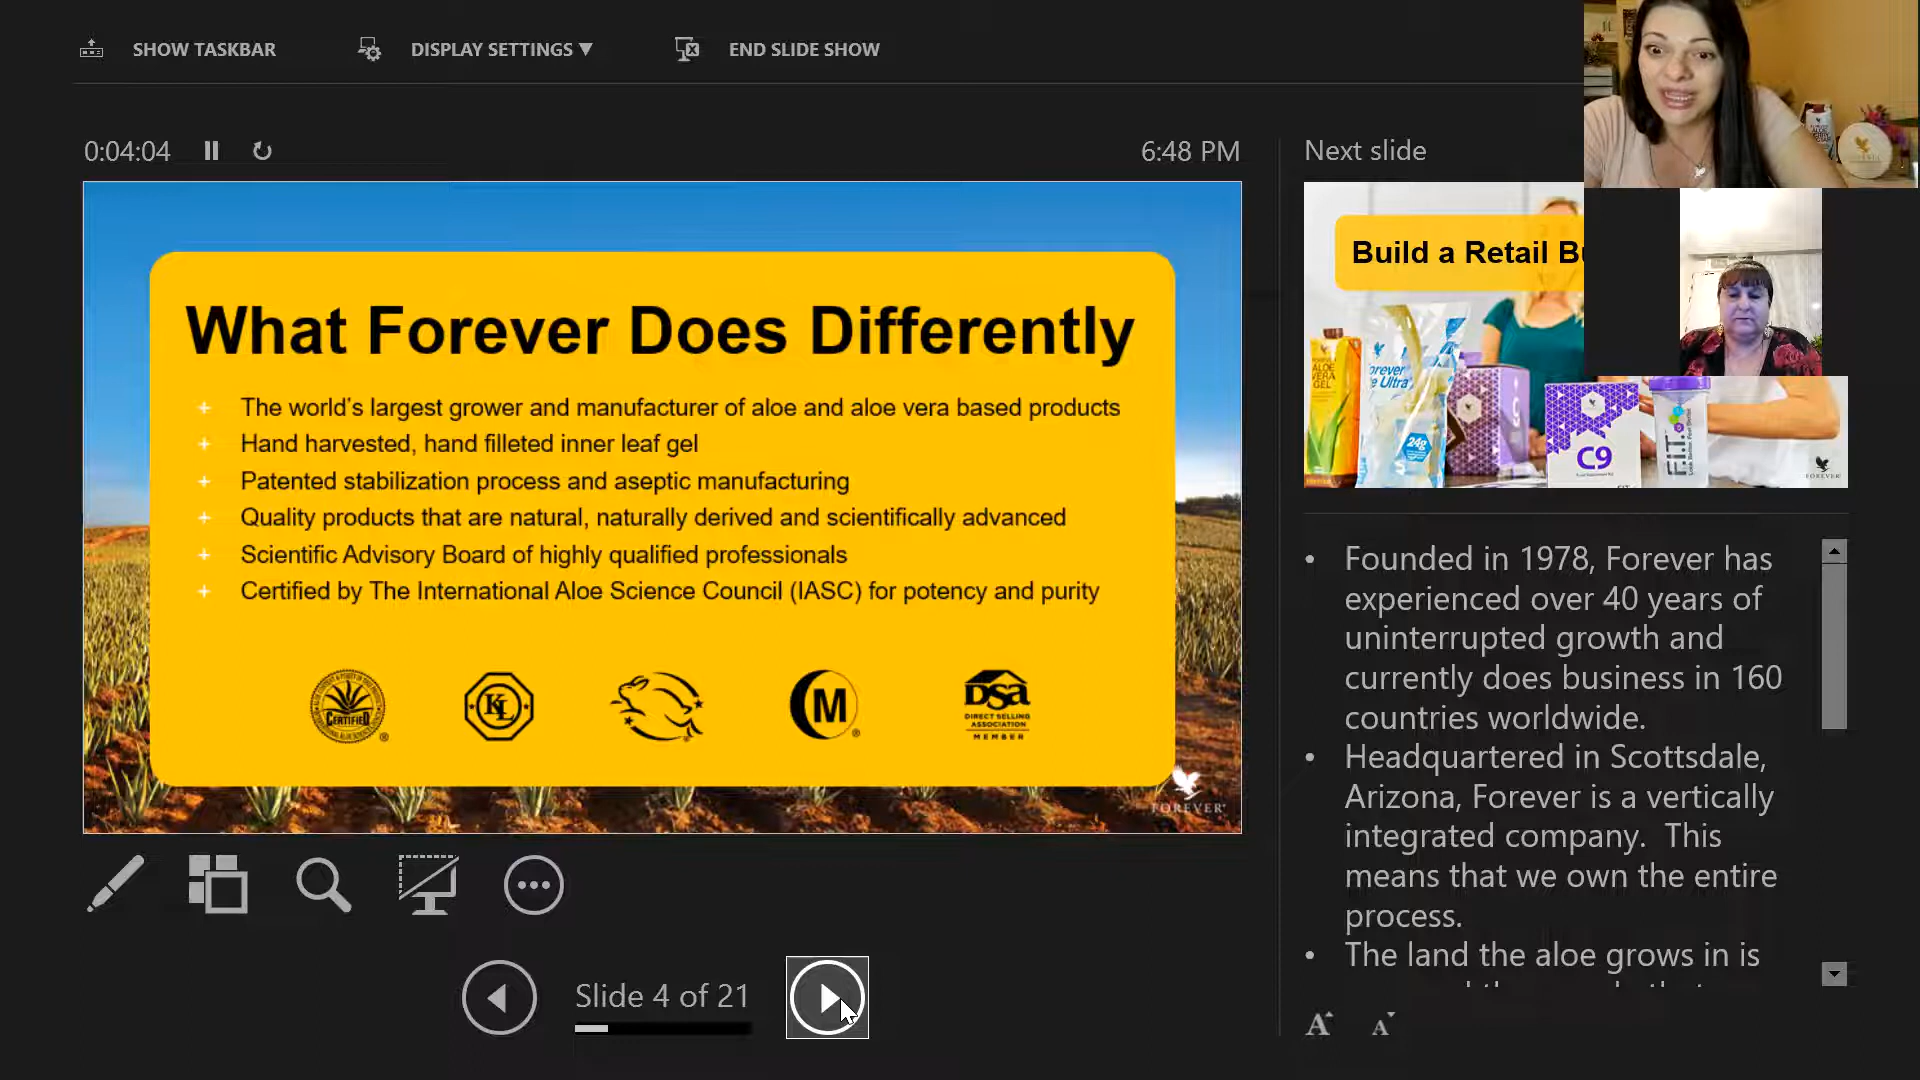 SHOW TASKBAR
DISPLAY SETTINGS ▼
END SLIDE SHOW
0:04:04
6:48 PM
What Forever Does Differently
The world's largest grower and manufacturer of aloe and aloe vera based products
Hand harvested, hand filleted inner leaf gel
Patented stabilization process and aseptic manufacturing
Quality products that are natural, naturally derived and scientifically advanced
Scientific Advisory Board of highly qualified professionals
Certified by The International Aloe Science Council (IASC) for potency and purity
CERTIFIED
KL
M
DSA
DIRECT SELLING
ASSOCIATION
MEMBER
FOREVER
Slide 4 of 21
Next slide
Build a Retail
ALOE
VERA
GEL
Ultra
24g
C9
F.I.T.
FOREVER
• Founded in 1978, Forever has
experienced over 40 years of
uninterrupted growth and
currently does business in 160
countries worldwide.
• Headquartered in Scottsdale,
Arizona, Forever is a vertically
integrated company. This
means that we own the entire
process.
• The land the aloe grows in is
A A